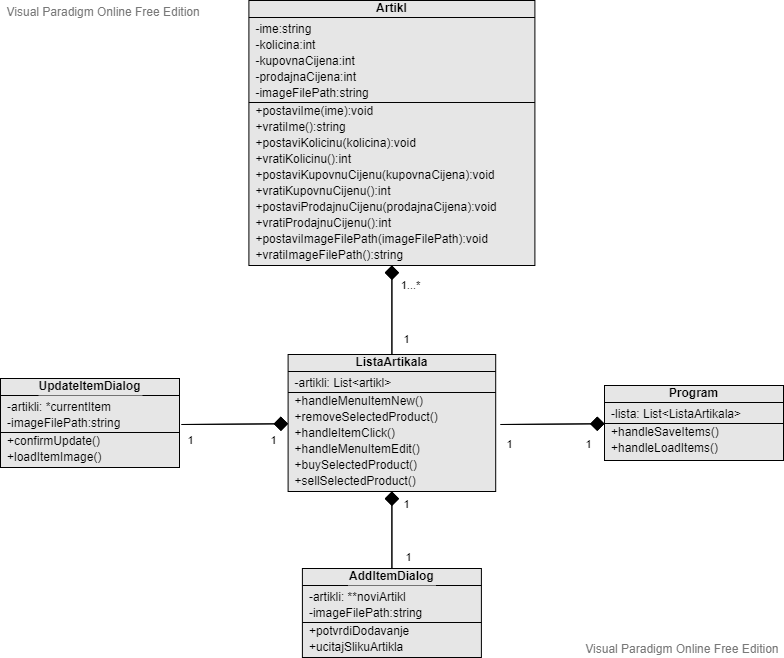 Visual Paradigm Online Free Edition
Artikl
-ime:string
-kolicina:int
-kupovnaCijena:int
-prodajnaCijena:int
-imageFilePath:string
+postaviIme(ime):void
+vratiIme():string
+postaviKolicinu(kolicina):void
+vratiKolicinu():int
+postaviKupovnuCijenu(kupovnaCijena):void
+vratiKupovnuCijenu():int
+postaviProdajnuCijenu(prodajnaCijena):void
+vratiProdajnuCijenu():int
+postaviImageFilePath(imageFilePath):void
+vratiImageFilePath():string
1...*
1
UpdateItemDialog
-artikli: *currentItem
-imageFilePath:string
+confirmUpdate()
+loadItemImage()
1
1
ListaArtikala
-artikli: List<artikl>
+handleMenuItemNew()
+removeSelectedProduct()
+handleItemClick()
+handleMenuItemEdit()
+buySelectedProduct()
+sellSelectedProduct()
1
1
Program
-lista: List<ListaArtikala>
+handleSaveItems()
+handleLoadItems()
1
1
AddItemDialog
-artikli: **noviArtikl
-imageFilePath:string
+potvrdiDodavanje
+ucitajSlikuArtikla
Visual Paradigm Online Free Edition